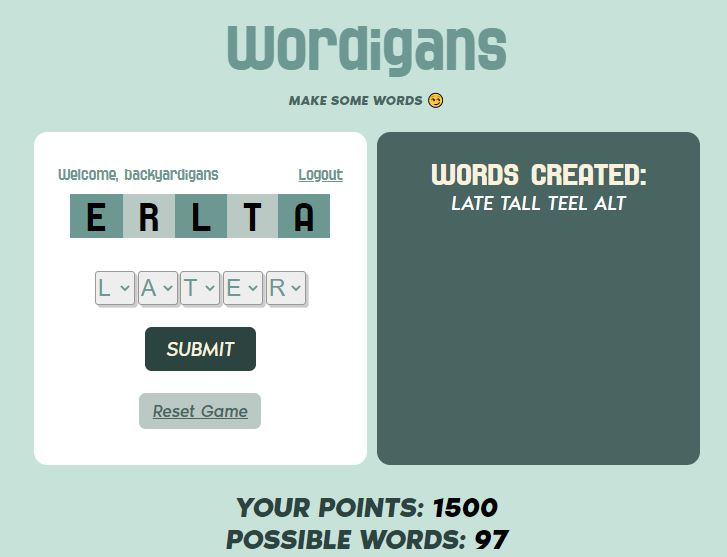 Wordigans
MAKE SOME WORDS 😏
Welcome, backyardigans Logout
E R L T A
L A T E R
SUBMIT
Reset Game
WORDS CREATED:
LATE TALL TEEL ALT
YOUR POINTS: 1500
POSSIBLE WORDS: 97